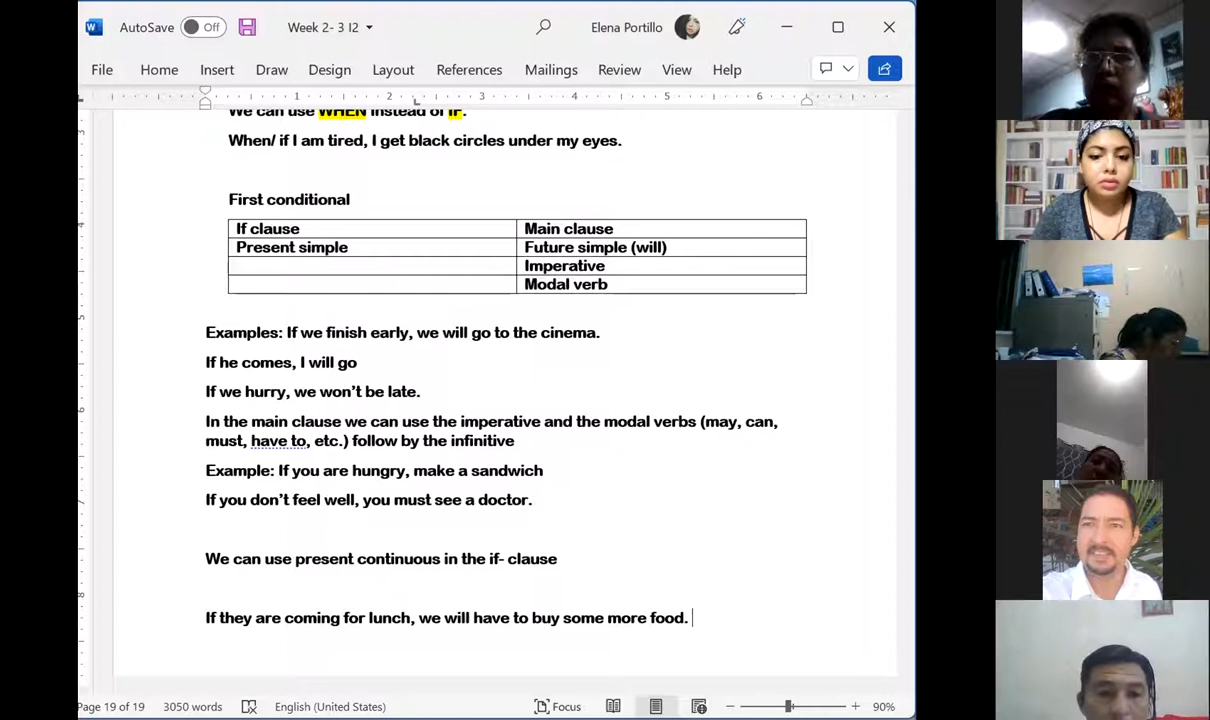 AutoSave Off Week 2- 3 I2 Elena Portillo
File Home Insert Draw Design Layout References Mailings Review View Help
1 2 3 4 5 6
We can use WHEN instead of IF.
When/ if I am tired, I get black circles under my eyes.
First conditional
If clause Main clause
Present simple Future simple (will)
Imperative
Modal verb
Examples: If we finish early, we will go to the cinema.
If he comes, I will go
If we hurry, we won't be late.
In the main clause we can use the imperative and the modal verbs (may, can,
must, have to, etc.) follow by the infinitive
Example: If you are hungry, make a sandwich
If you don't feel well, you must see a doctor.
We can use present continuous in the if- clause
If they are coming for lunch, we will have to buy some more food.
Page 19 of 19 3050 words English (United States) Focus 90%